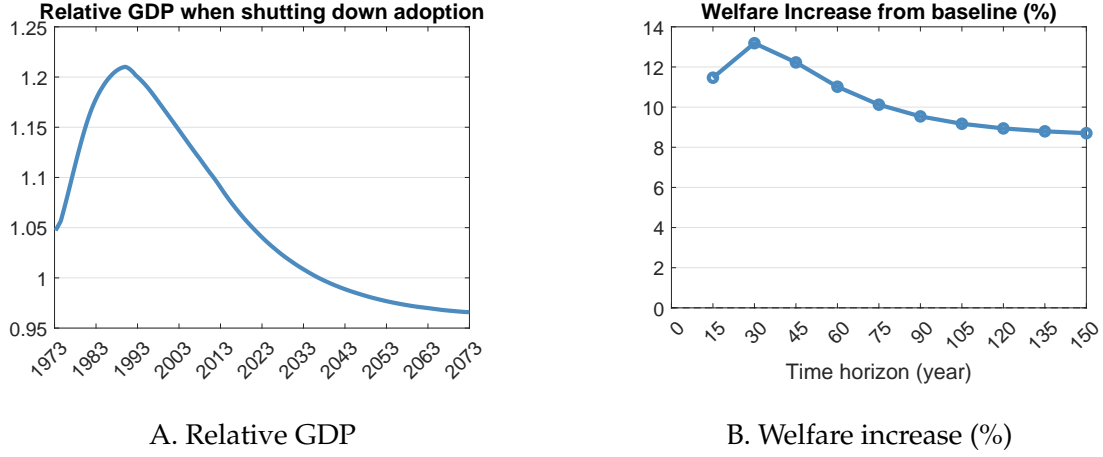 Relative GDP when shutting down adoption
1.25
1.2
1.15
1.1
1.05
1
0.95
1973 1983 1993 2003 2013 2023 2033 2043 2053 2063 2073
A. Relative GDP
Welfare Increase from baseline (%)
14
12
10
8
6
4
2
0
0 15 30 45 60 75 90 105 120 135 150
Time horizon (year)
B. Welfare increase (%)